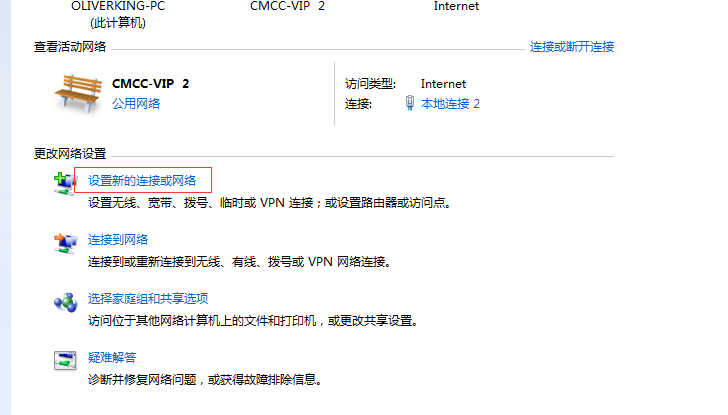 OLIVERKING-PC CMCC-VIP 2 Internet
(此计算机)
查看活动网络 连接或断开连接
CMCC-VIP 2 访问类型: Internet
公用网络 连接: 本地连接 2
更改网络设置
设置新的连接或网络
设置无线、宽带、拨号、临时或 VPN 连接；或设置路由器或访问点。
连接到网络
连接到或重新连接到无线、有线、拨号或 VPN 网络连接。
选择家庭组和共享选项
访问位于其他网络计算机上的文件和打印机，或更改共享设置。
疑难解答
诊断并修复网络问题，或获得故障排除信息。